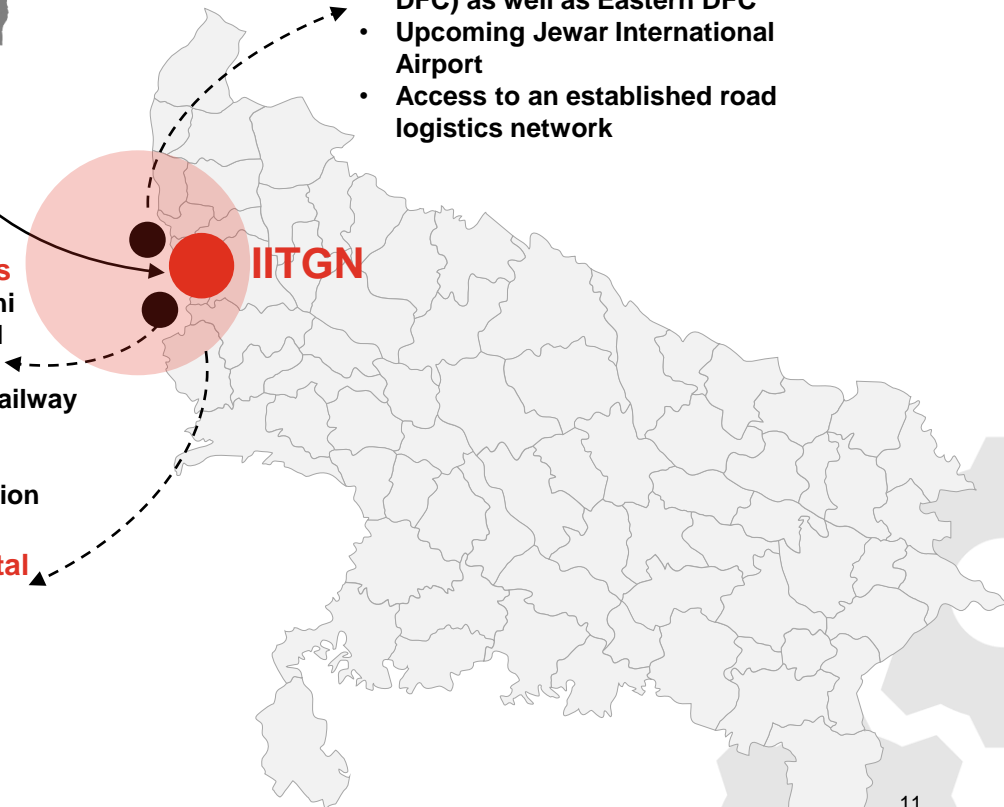 DFC) as well as Eastern DFC
• Upcoming Jewar International
Airport
• Access to an established road
logistics network
IITGN
ailway
tal
11